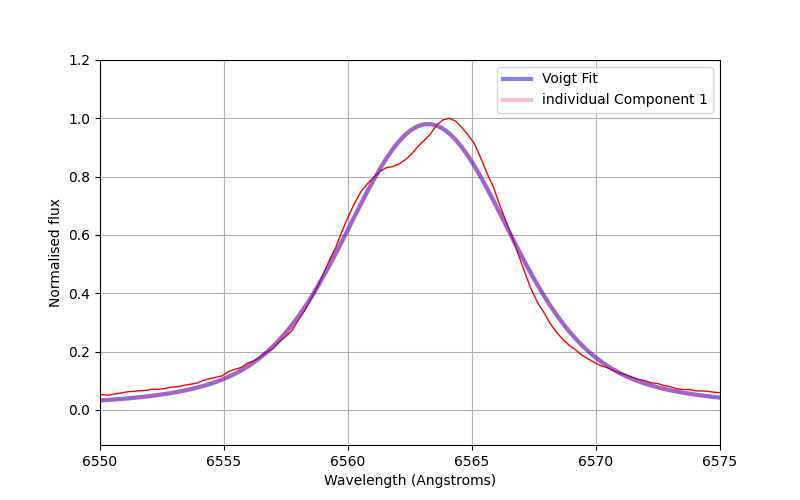 1.2
1.0
0.8
0.6
0.4
0.2
0.0
Normalised flux
Voigt Fit
individual Component 1
6550 6555 6560 6565 6570 6575
Wavelength (Angstroms)